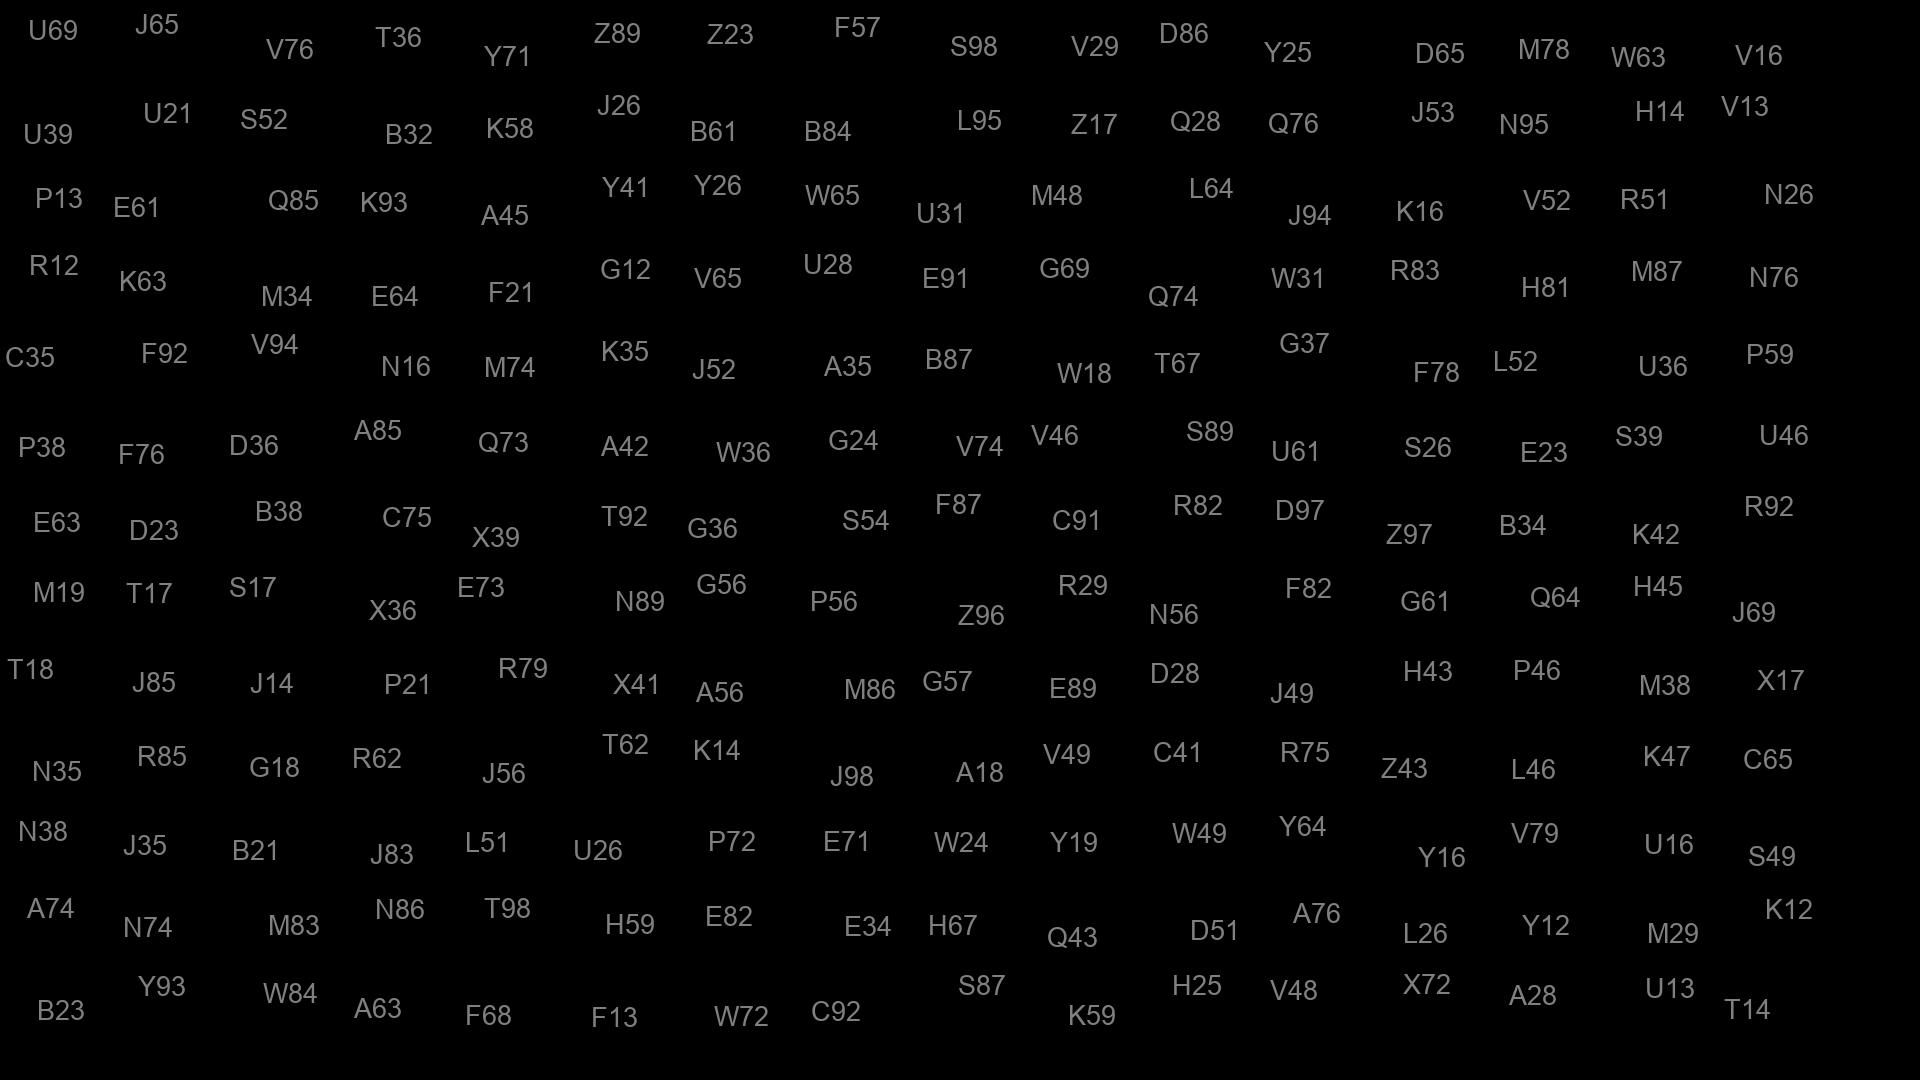 U69 J65 V76 T36 Y71 Z89 Z23 F57 S98 V29 D86 Y25 D65 M78 W63 V16
U39 U21 S52 B32 K58 J26 B61 B84 L95 Z17 Q28 Q76 J53 N95 H14 V13
P13 E61 Q85 K93 A45 Y41 Y26 W65 U31 M48 L64 J94 K16 V52 R51 N26
R12 K63 M34 E64 F21 G12 V65 U28 E91 G69 Q74 W31 R83 H81 M87 N76
C35 F92 V94 N16 M74 K35 J52 A35 B87 W18 T67 G37 F78 L52 U36 P59
P38 F76 D36 A85 Q73 A42 W36 G24 V74 V46 S89 U61 S26 E23 S39 U46
E63 D23 B38 C75 X39 T92 G36 S54 F87 C91 R82 D97 Z97 B34 K42 R92
M19 T17 S17 X36 E73 N89 G56 P56 Z96 R29 N56 F82 G61 Q64 H45 J69
T18 J85 J14 P21 R79 X41 A56 M86 G57 E89 D28 J49 H43 P46 M38 X17
N35 R85 G18 R62 J56 T62 K14 J98 A18 V49 C41 R75 Z43 L46 K47 C65
N38 J35 B21 J83 L51 U26 P72 E71 W24 Y19 W49 Y64 Y16 V79 U16 S49
A74 N74 M83 N86 T98 H59 E82 E34 H67 Q43 D51 A76 L26 Y12 M29 K12
B23 Y93 W84 A63 F68 F13 W72 C92 S87 K59 H25 V48 X72 A28 U13 T14